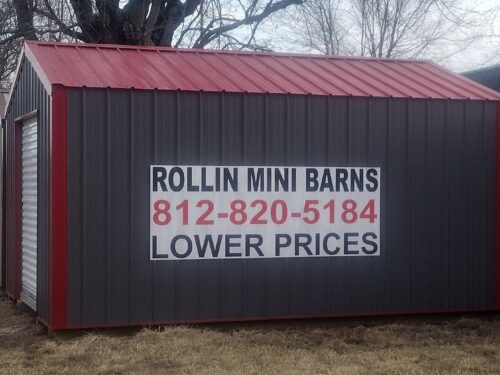 ROLLIN MINI BARNS
812-820-5184
LOWER PRICES